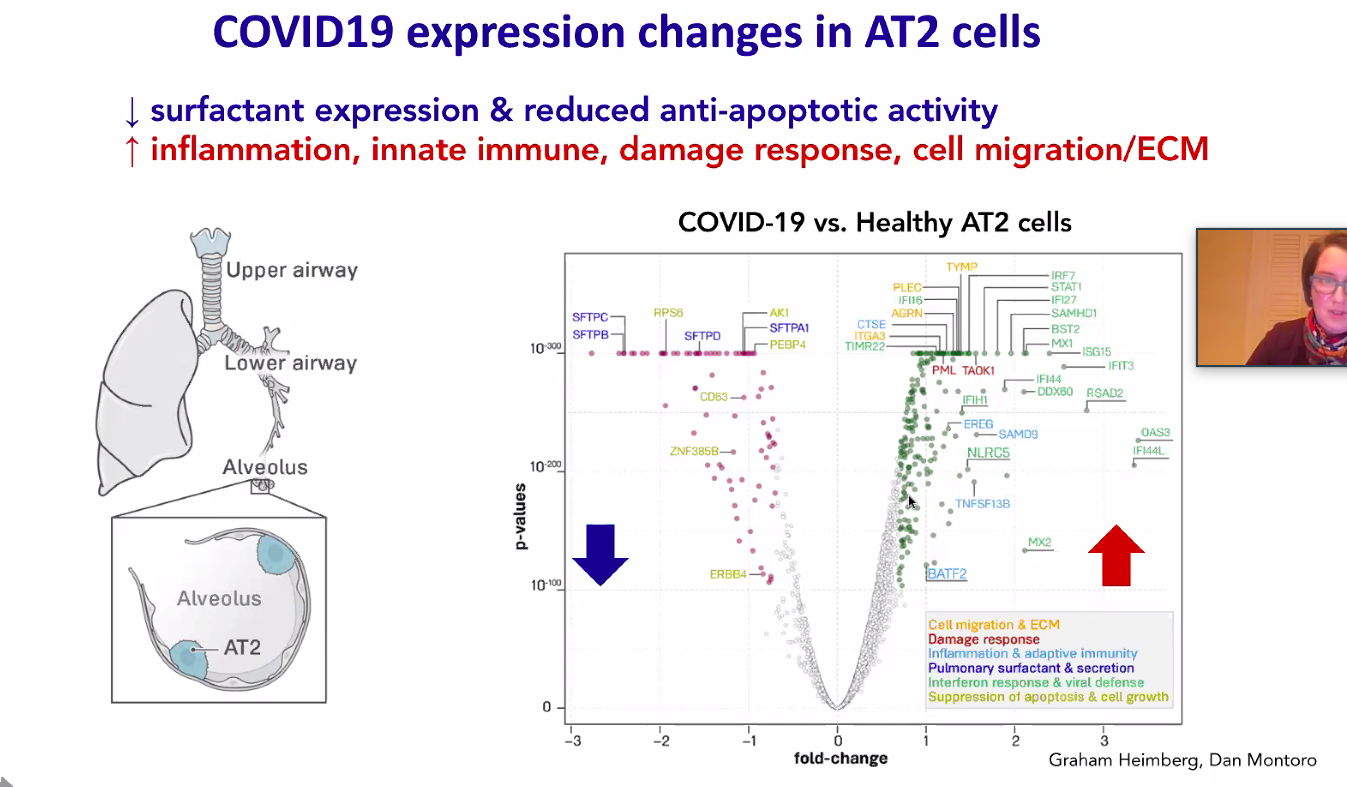 COVID19 expression changes in AT2 cells
↓ surfactant expression & reduced anti-apoptotic activity
↑ inflammation, innate immune, damage response, cell migration/ECM
Upper airway
Lower airway
Alveolus
Alveolus
AT2
COVID-19 vs. Healthy AT2 cells
p-values
10-300
10-200
10-100
0
-3
-2
-1
0
1
2
3
fold-change
SFTPC
SFTPB
RPS6
SFTPD
AK1
SFTPA1
PEBP4
CD63
ZNF385B
ERBB4
TYMP
PLEC
IFI16
AGRN
CTSE
ITGA3
TIMR22
IRF7
STAT1
IFI27
SAMHD1
BST2
MX1
ISG15
IFIT3
PML
TAOK1
IFI44
DDX60
RSAD2
IFIH1
EREG
SAMD9
OAS3
IFI44L
NLRC5
TNFSF13B
MX2
BATF2
Cell migration & ECM
Damage response
Inflammation & adaptive immunity
Pulmonary surfactant & secretion
Interferon response & viral defense
Suppression of apoptosis & cell growth
Graham Heimberg, Dan Montoro